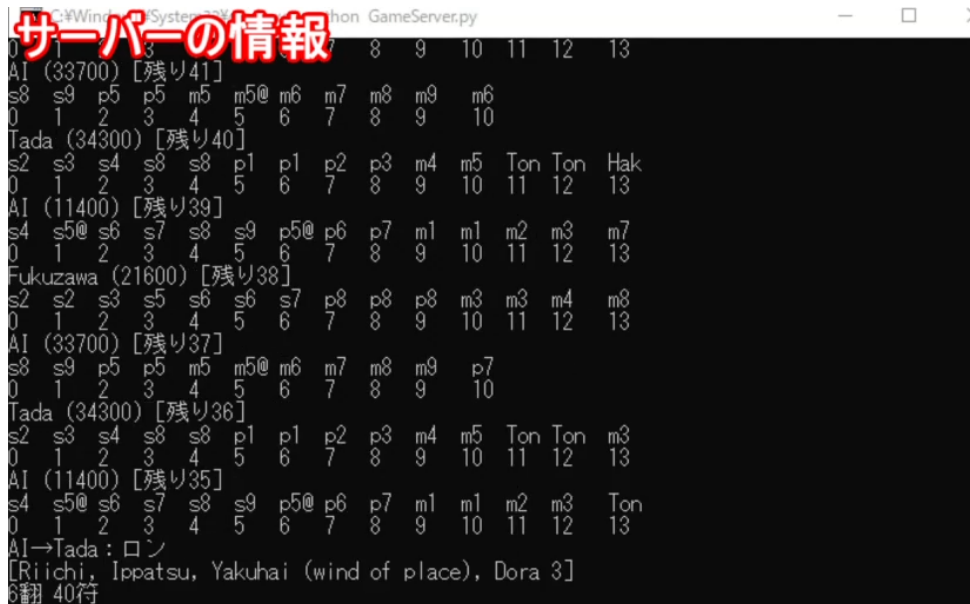 サーバーの情報
GameServer.py
8 9 10 11 12 13
AI (33700) [残り41]
s8 s9 p5 p5 m5 m5@ m6 m7 m8 m9 m6
0 1 2 3 4 5 6 7 8 9 10
Tada (34300) [残り40]
s2 s3 s4 s8 s8 p1 p1 p2 p3 m4 m5 Ton Ton Hak
0 1 2 3 4 5 6 7 8 9 10 11 12 13
AI (11400) [残り39]
s4 s5@ s6 s7 s8 s9 p5@ p6 p7 m1 m1 m2 m3 m7
0 1 2 3 4 5 6 7 8 9 10 11 12 13
Fukuzawa (21600) [残り38]
s2 s2 s3 s5 s6 s6 s7 p8 p8 p8 m3 m3 m4 m8
0 1 2 3 4 5 6 7 8 9 10 11 12 13
AI (33700) [残り37]
s8 s9 p5 p5 m5 m5@ m6 m7 m8 m9 p7
0 1 2 3 4 5 6 7 8 9 10
Tada (34300) [残り36]
s2 s3 s4 s8 s8 p1 p1 p2 p3 m4 m5 Ton Ton m3
0 1 2 3 4 5 6 7 8 9 10 11 12 13
AI (11400) [残り35]
s4 s5@ s6 s7 s8 s9 p5@ p6 p7 m1 m1 m2 m3 Ton
0 1 2 3 4 5 6 7 8 9 10 11 12 13
AI→Tada：ロン
[Riichi, Ippatsu, Yakuhai (wind of place), Dora 3]
6翻 40符